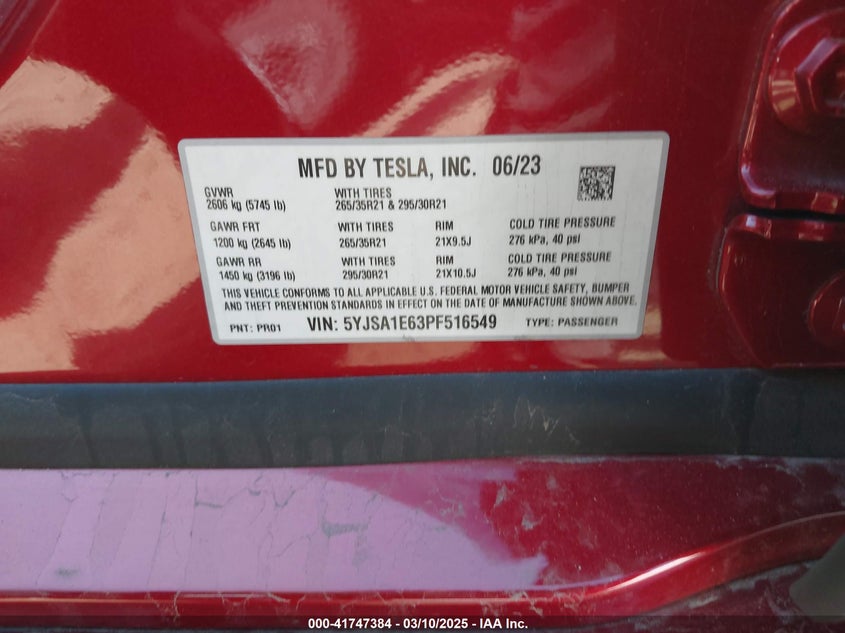 MFD BY TESLA, INC. 06/23
GVWR WITH TIRES
2606 kg (5745 lb) 265/35R21 & 295/30R21
GAWR FRT WITH TIRES RIM COLD TIRE PRESSURE
1200 kg (2645 lb) 265/35R21 21X9.5J 276 kPa, 40 psi
GAWR RR WITH TIRES RIM COLD TIRE PRESSURE
1450 kg (3196 lb) 295/30R21 21X10.5J 276 kPa, 40 psi
THIS VEHICLE CONFORMS TO ALL APPLICABLE U.S. FEDERAL MOTOR VEHICLE SAFETY, BUMPER
AND THEFT PREVENTION STANDARDS IN EFFECT ON THE DATE OF MANUFACTURE SHOWN ABOVE.
PNT: PR01 VIN: 5YJSA1E63PF516549 TYPE: PASSENGER
000-41747384 - 03/10/2025 - IAA Inc.